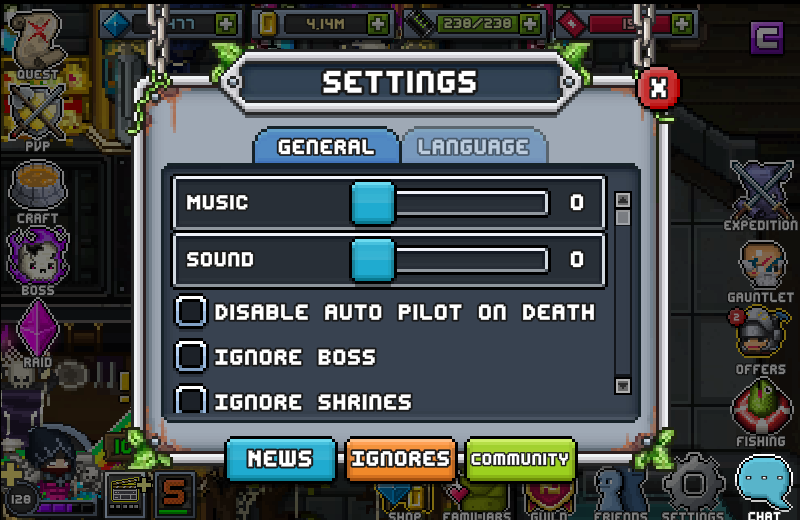 477
4.14M
238/238
QUEST
SETTINGS
X
PVP
GENERAL
LANGUAGE
MUSIC
0
CRAFT
EXPEDITION
SOUND
0
BOSS
GAUNTLET
DISABLE AUTO PILOT ON DEATH
2
IGNORE BOSS
RAID
OFFERS
IGNORE SHRINES
FISHING
NEWS
IGNORES
COMMUNITY
128
S
SHOP
FAMILIARS
GUILD
FRIENDS
SETTINGS
CHAT